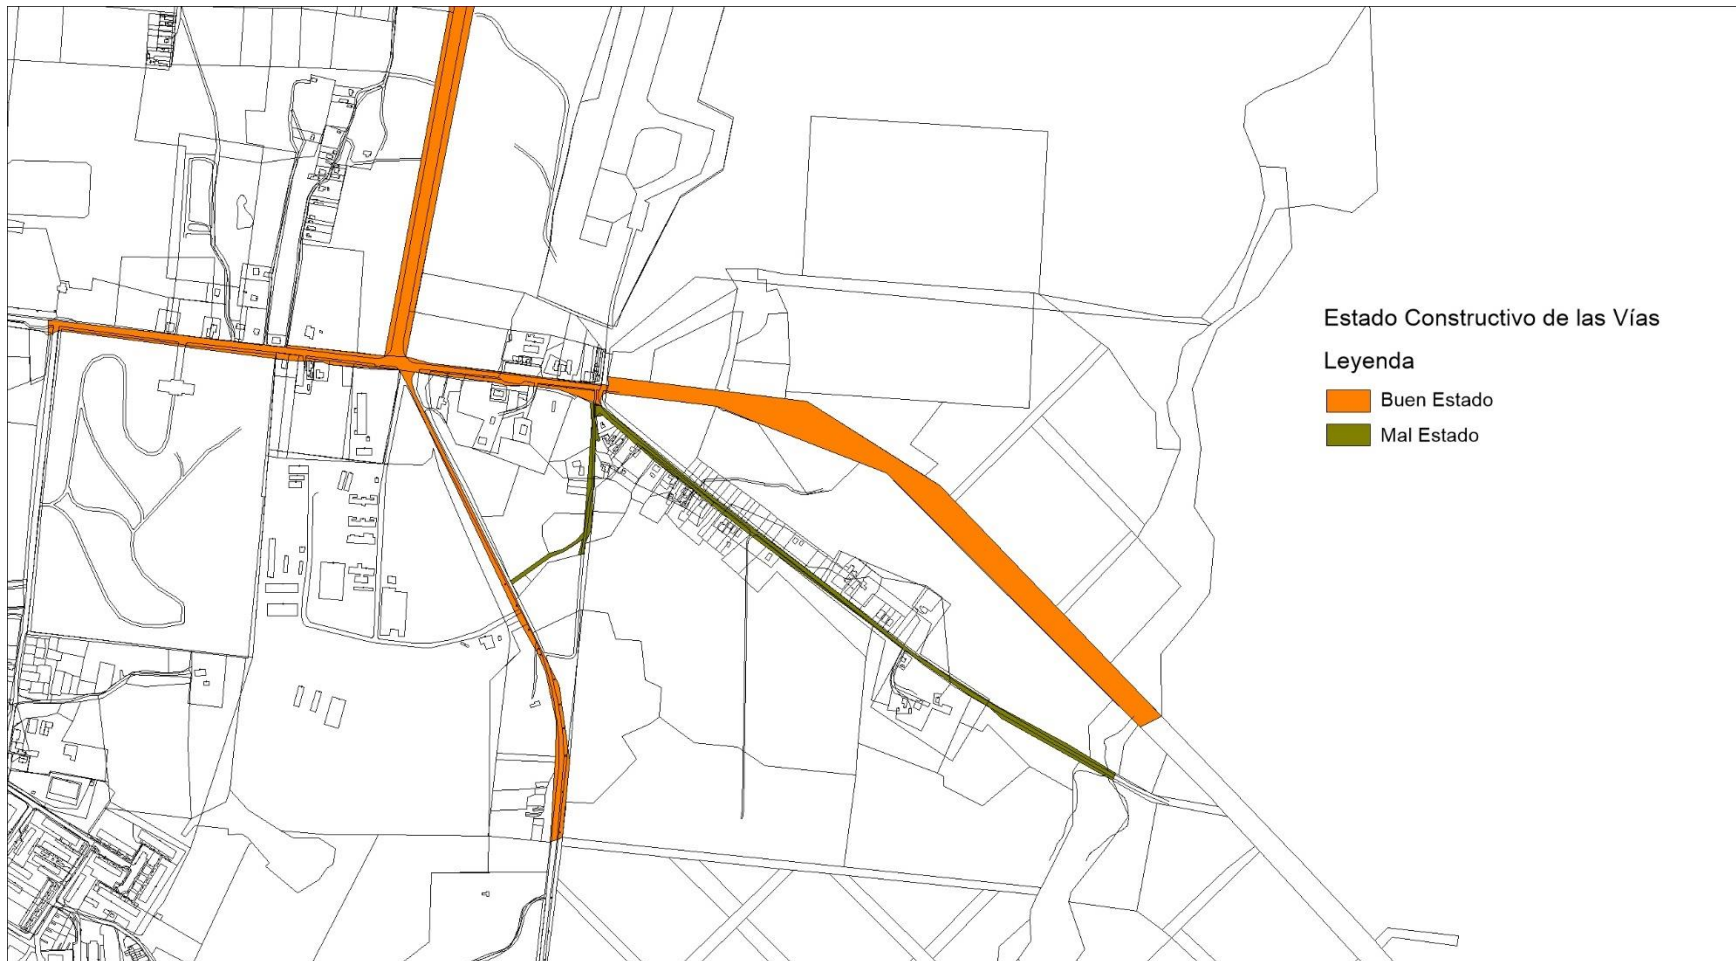 Estado Constructivo de las Vías
Leyenda
Buen Estado
Mal Estado